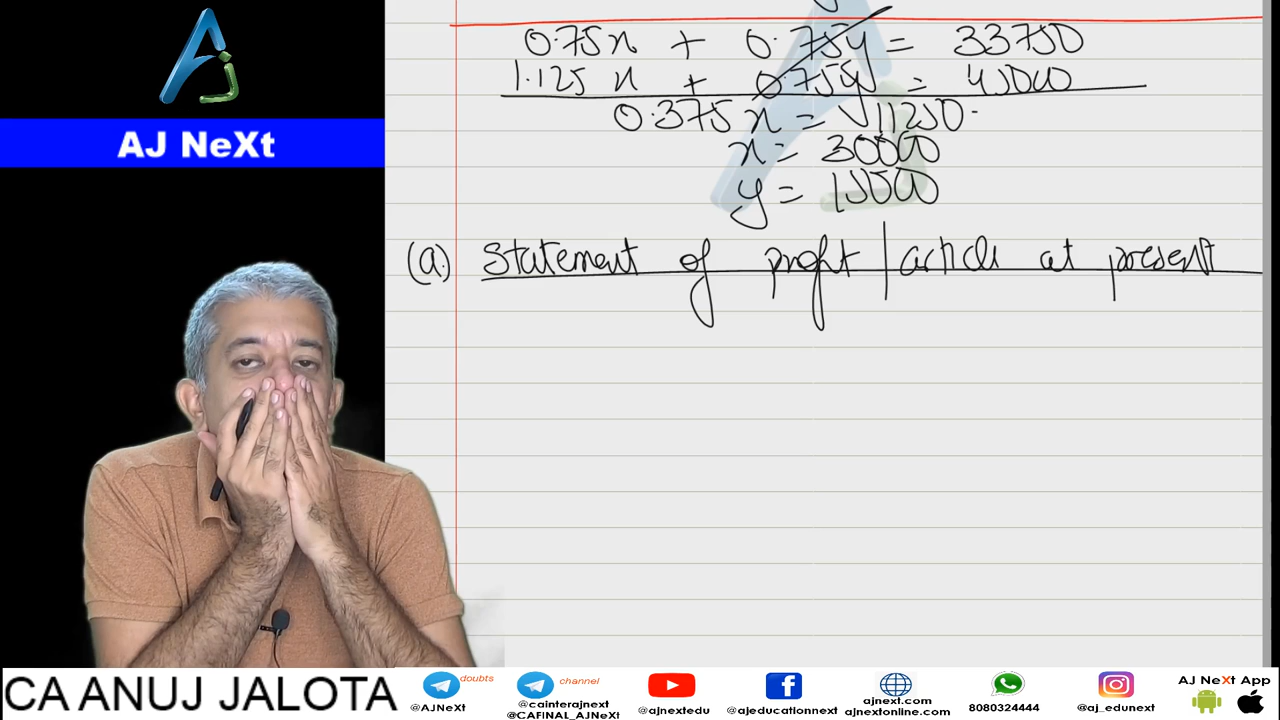 AJ NeXt
0.75x + 0.75y = 33750
1.125x + 0.75y = 45000
0.375x = 11250
x = 30000
y = 15000
(a) Statement of profit | article at present
CA ANUJ JALOTA
doubts
@AJNeXt
channel
@cainterajnext
@CAFINAL_AJNeXt
@ajnextedu
@ajeducationnext
ajnext.com
ajnextonline.com
8080324444
@aj_edunext
AJ NeXt App